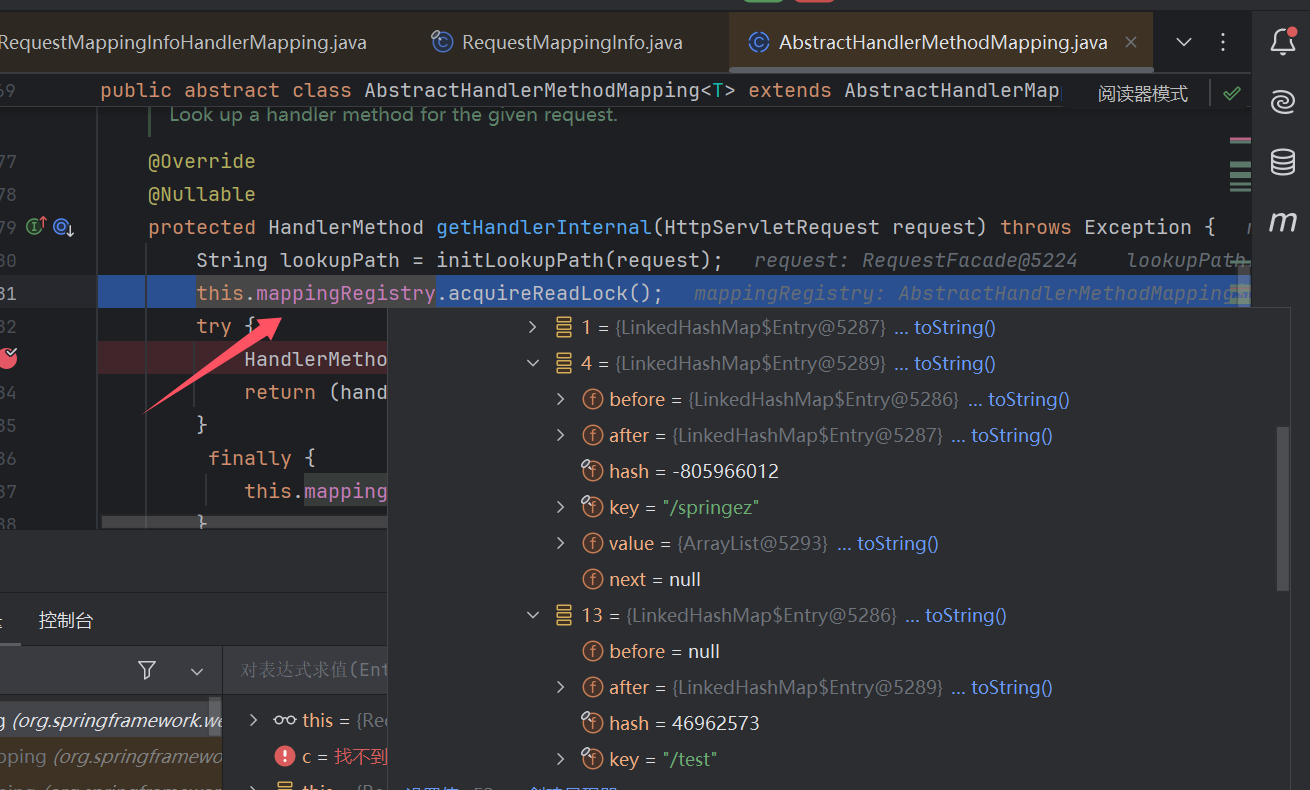 RequestMappingInfoHandlerMapping.java RequestMappingInfo.java AbstractHandlerMethodMapping.java
69 public abstract class AbstractHandlerMethodMapping<T> extends AbstractHandlerMapp 阅读器模式
Look up a handler method for the given request.
77 @Override
78 @Nullable
79 protected HandlerMethod getHandlerInternal(HttpServletRequest request) throws Exception {
80 String lookupPath = initLookupPath(request); request: RequestFacade@5224 lookupPath:
81 this.mappingRegistry.acquireReadLock(); mappingRegistry: AbstractHandlerMethodMapping$
82 try {
HandlerMetho
84 return (hand
85 }
86 finally {
87 this.mapping
88 }
1 = {LinkedHashMap$Entry@5287} ... toString()
4 = {LinkedHashMap$Entry@5289} ... toString()
before = {LinkedHashMap$Entry@5286} ... toString()
after = {LinkedHashMap$Entry@5287} ... toString()
hash = -805966012
key = "/springez"
value = {ArrayList@5293} ... toString()
next = null
13 = {LinkedHashMap$Entry@5286} ... toString()
before = null
after = {LinkedHashMap$Entry@5289} ... toString()
hash = 46962573
key = "/test"
控制台
对表达式求值(Ent
g (org.springframework.we
this = {Req
pping (org.springframewo
c = 找不到